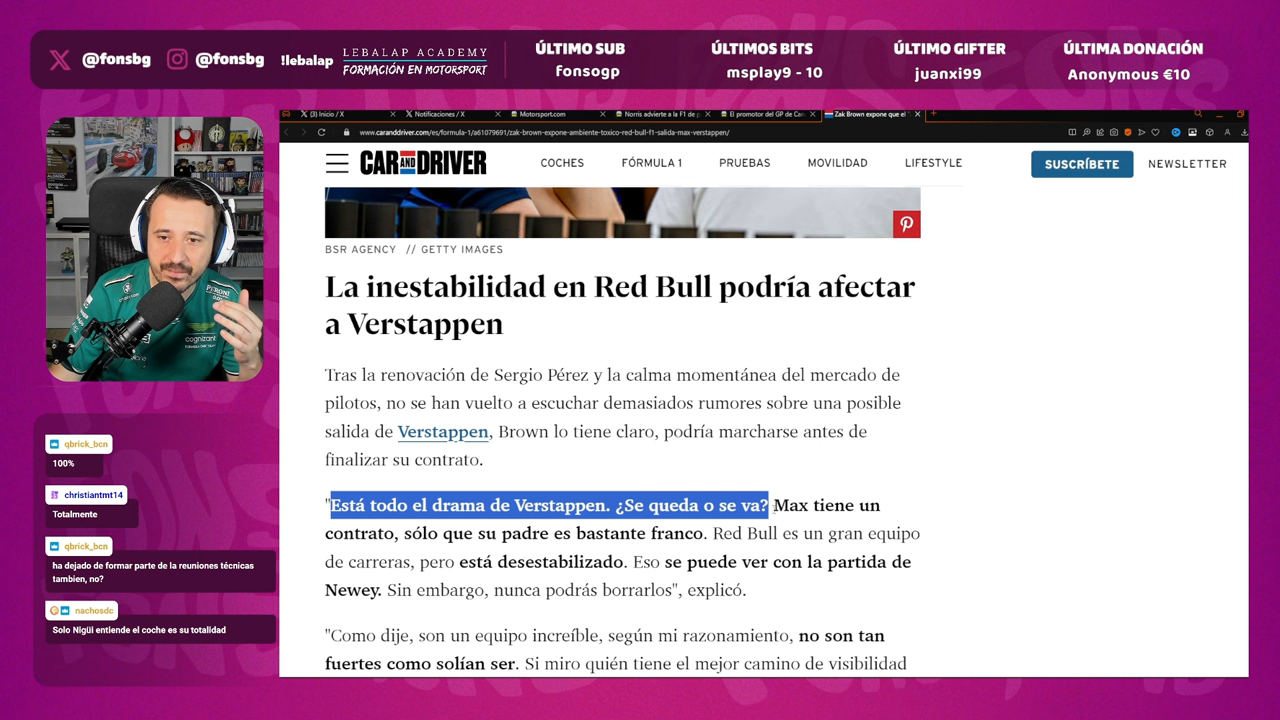 @fonsbg
@fonsbg
!lebalap
LEBALAP ACADEMY
FORMACIÓN EN MOTORSPORT
ÚLTIMO SUB
fonsogp
ÚLTIMOS BITS
msplay9 - 10
ÚLTIMO GIFTER
juanxi99
ÚLTIMA DONACIÓN
Anonymous €10
(3) Inicio / X
Notificaciones / X
Motorsport.com
Norris advierte a la F1 de p
El promotor del GP de Can
Zak Brown expone que el
www.caranddriver.com/es/formula-1/a61079691/zak-brown-expone-ambiente-toxico-red-bull-f1-salida-max-verstappen/
CAR AND DRIVER
COCHES
FÓRMULA 1
PRUEBAS
MOVILIDAD
LIFESTYLE
SUSCRÍBETE
NEWSLETTER
BSR AGENCY // GETTY IMAGES
La inestabilidad en Red Bull podría afectar
a Verstappen
Tras la renovación de Sergio Pérez y la calma momentánea del mercado de
pilotos, no se han vuelto a escuchar demasiados rumores sobre una posible
salida de Verstappen, Brown lo tiene claro, podría marcharse antes de
finalizar su contrato.
"Está todo el drama de Verstappen. ¿Se queda o se va? Max tiene un
contrato, sólo que su padre es bastante franco. Red Bull es un gran equipo
de carreras, pero está desestabilizado. Eso se puede ver con la partida de
Newey. Sin embargo, nunca podrás borrarlos", explicó.
"Como dije, son un equipo increíble, según mi razonamiento, no son tan
fuertes como solían ser. Si miro quién tiene el mejor camino de visibilidad
cognizant
qbrick_bcn
100%
christiantmt14
Totalmente
qbrick_bcn
ha dejado de formar parte de la reuniones técnicas
tambien, no?
nachosdc
Solo Nigüi entiende el coche es su totalidad